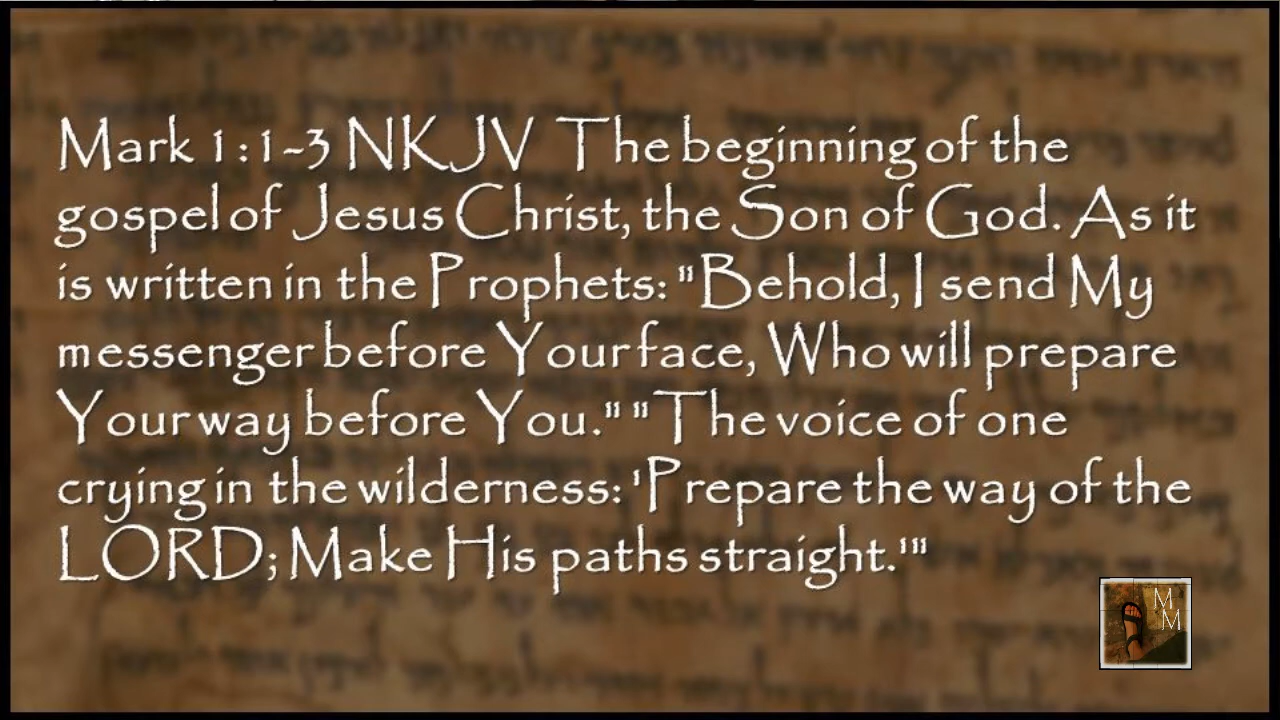 Mark 1:1-3 NKJV The beginning of the
gospel of Jesus Christ, the Son of God. As it
is written in the Prophets: "Behold, I send My
messenger before Your face, Who will prepare
Your way before You." "The voice of one
crying in the wilderness: 'Prepare the way of the
LORD; Make His paths straight.'"
M
M